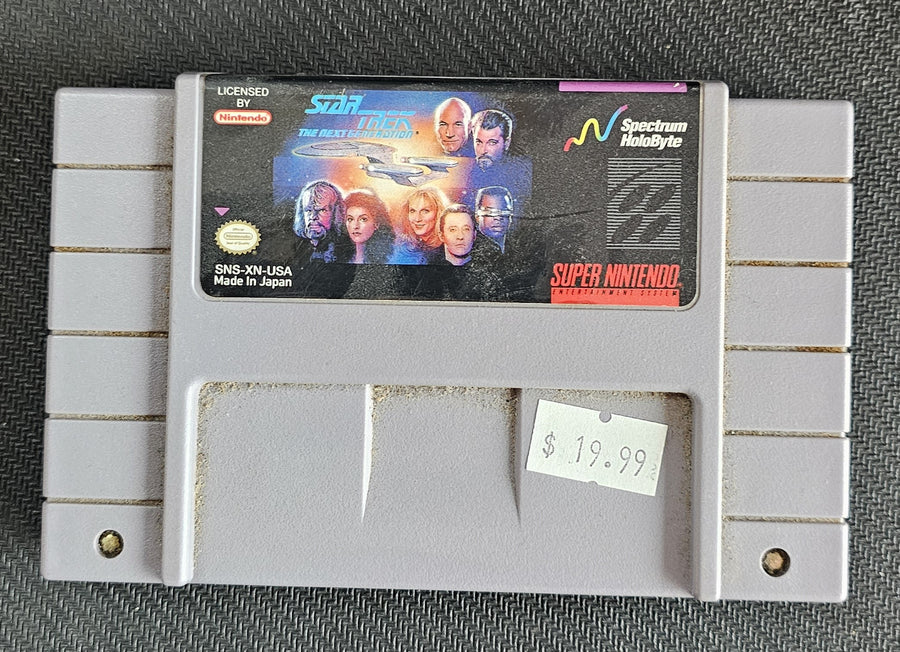 LICENSED
BY
Nintendo
STAR
TREK
THE NEXT GENERATION
Spectrum
HoloByte
Nintendo
SNS-XN-USA
Made In Japan
SUPER NINTENDO
ENTERTAINMENT SYSTEM
$ 19.99